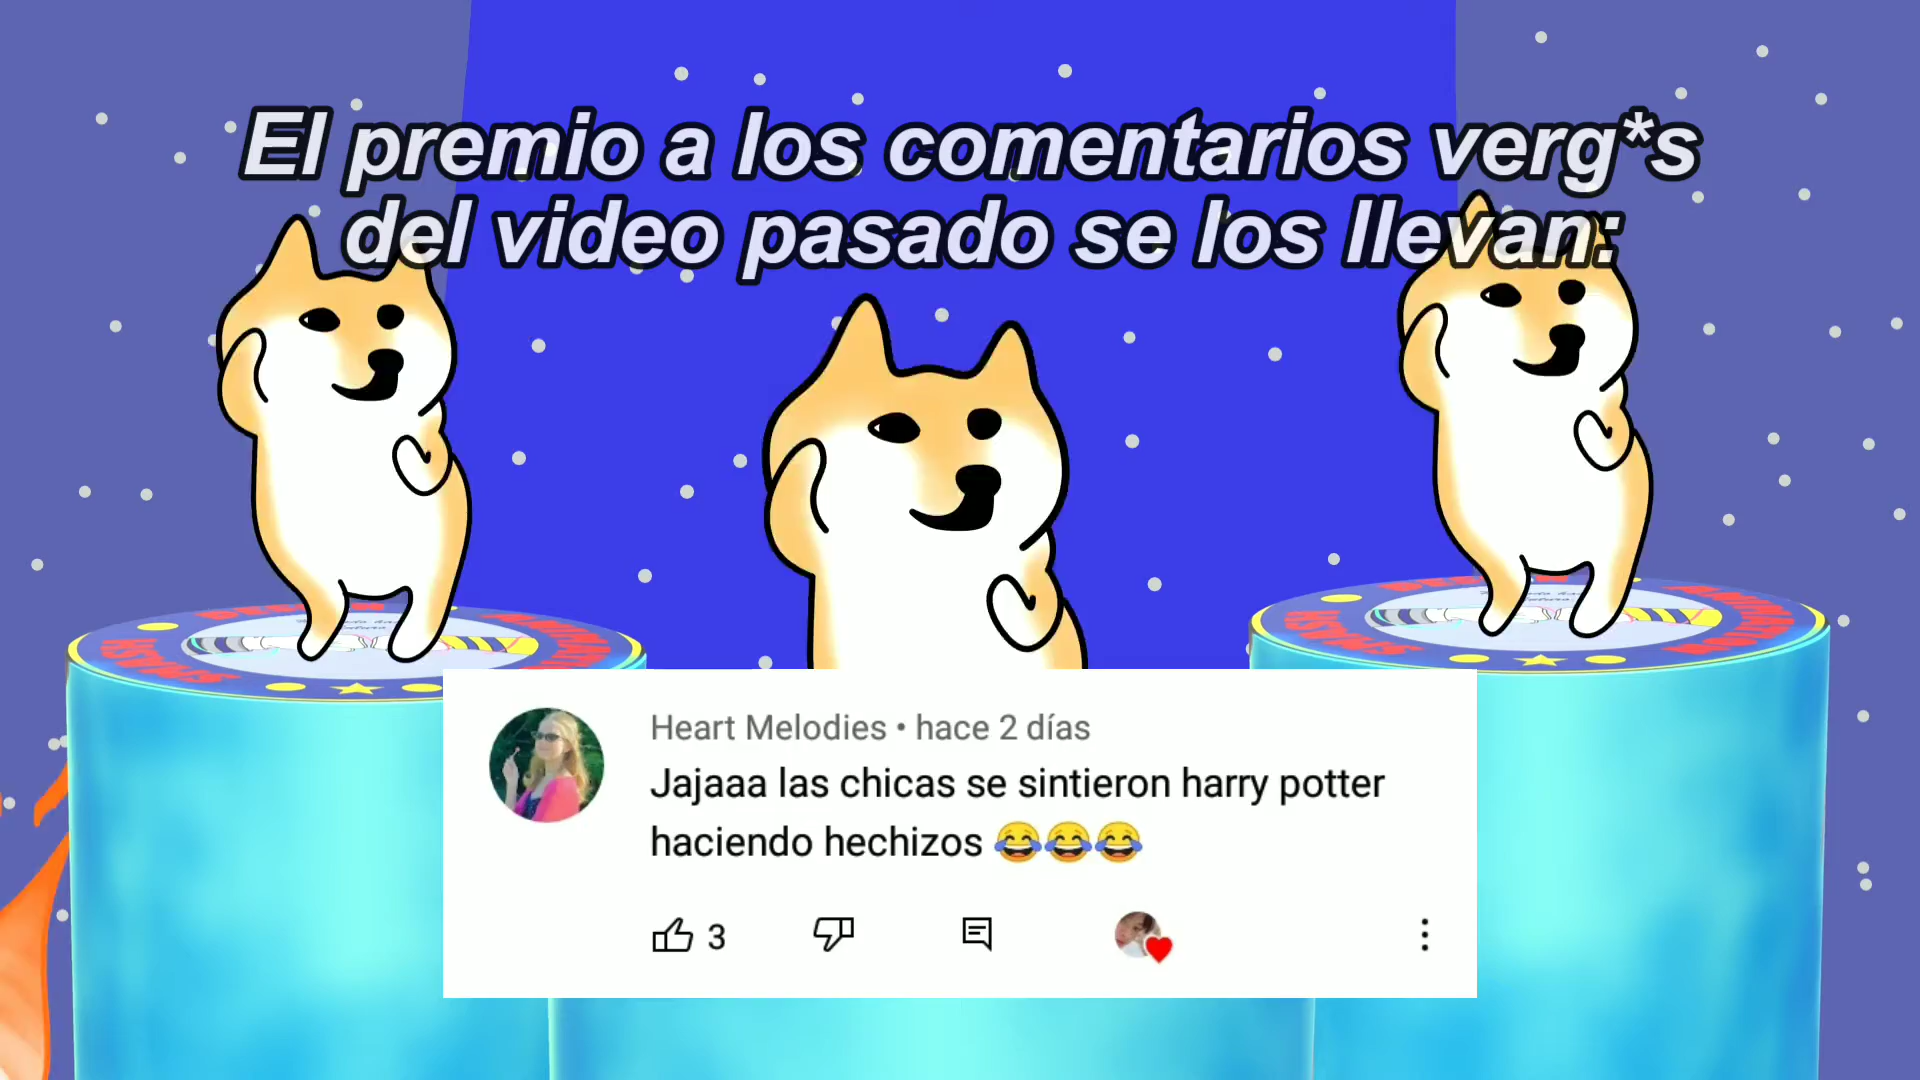 El premio a los comentarios verg*s
del video pasado se los llevan:
Heart Melodies • hace 2 días
Jajaaa las chicas se sintieron harry potter
haciendo hechizos 😂😂😂
3